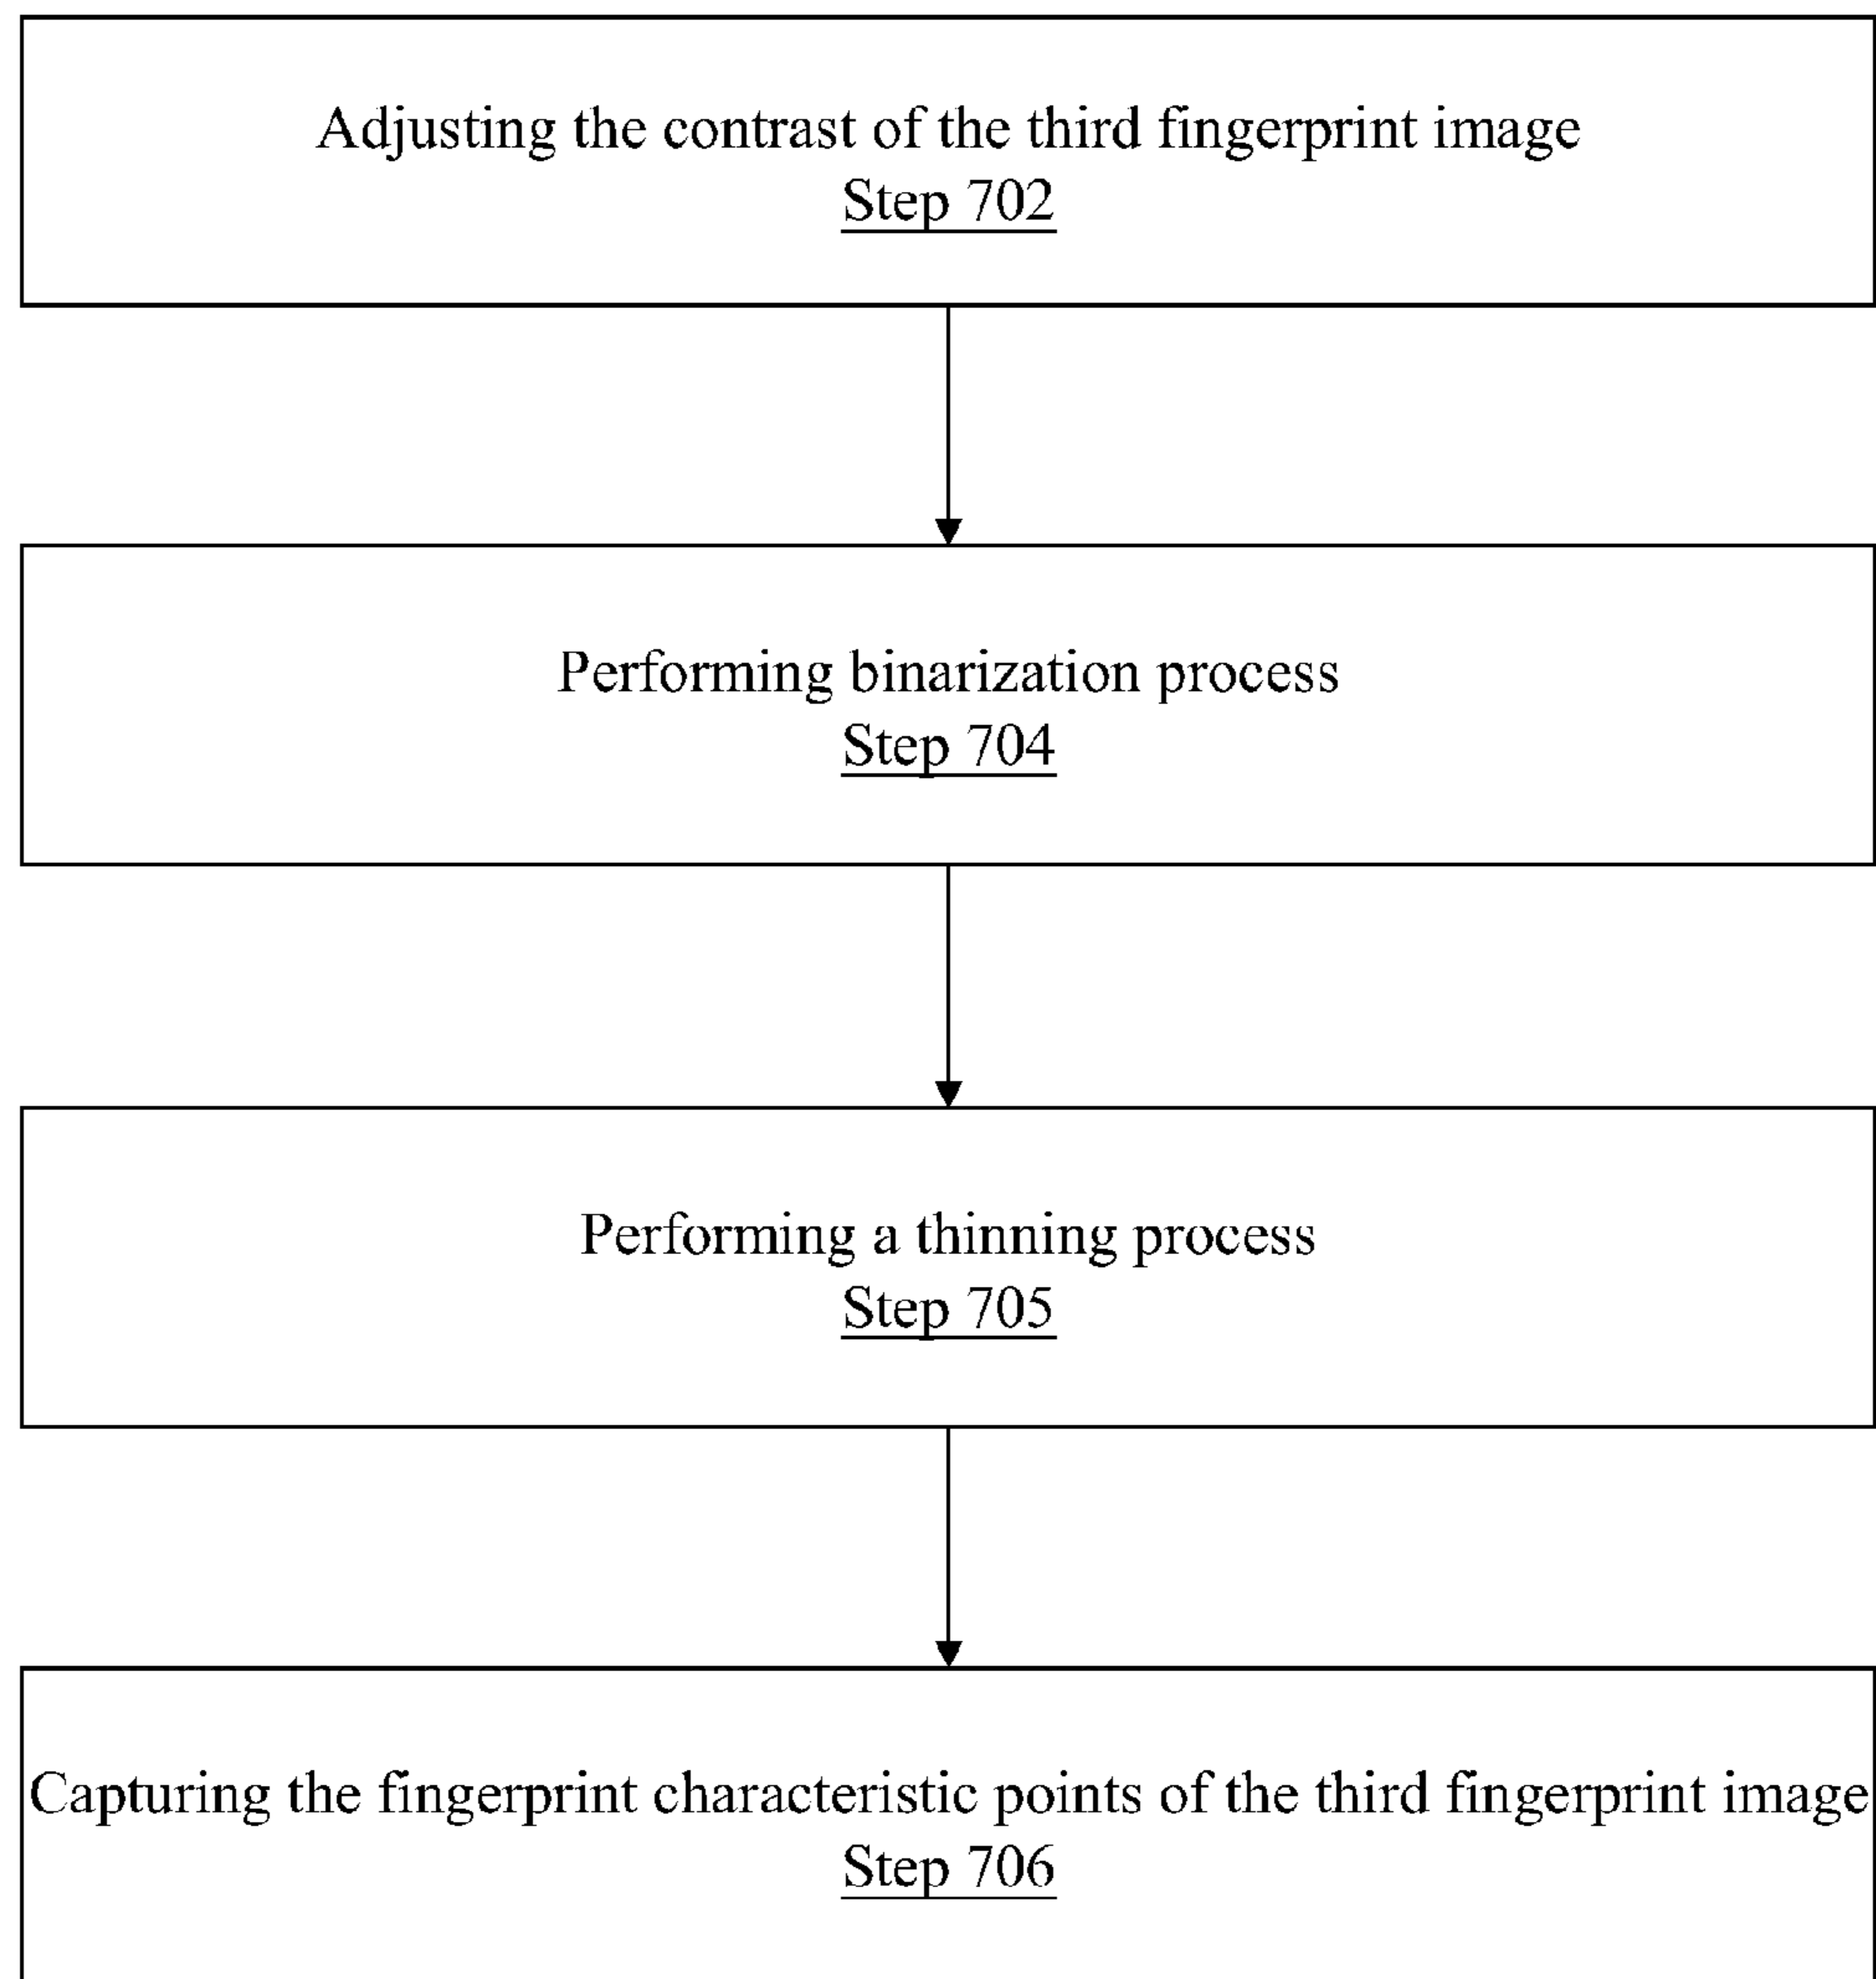 Adjusting the contrast of the third fingerprint image
Step 702
Performing binarization process
Step 704
Performing a thinning process
Step 705
Capturing the fingerprint characteristic points of the third fingerprint image
Step 706